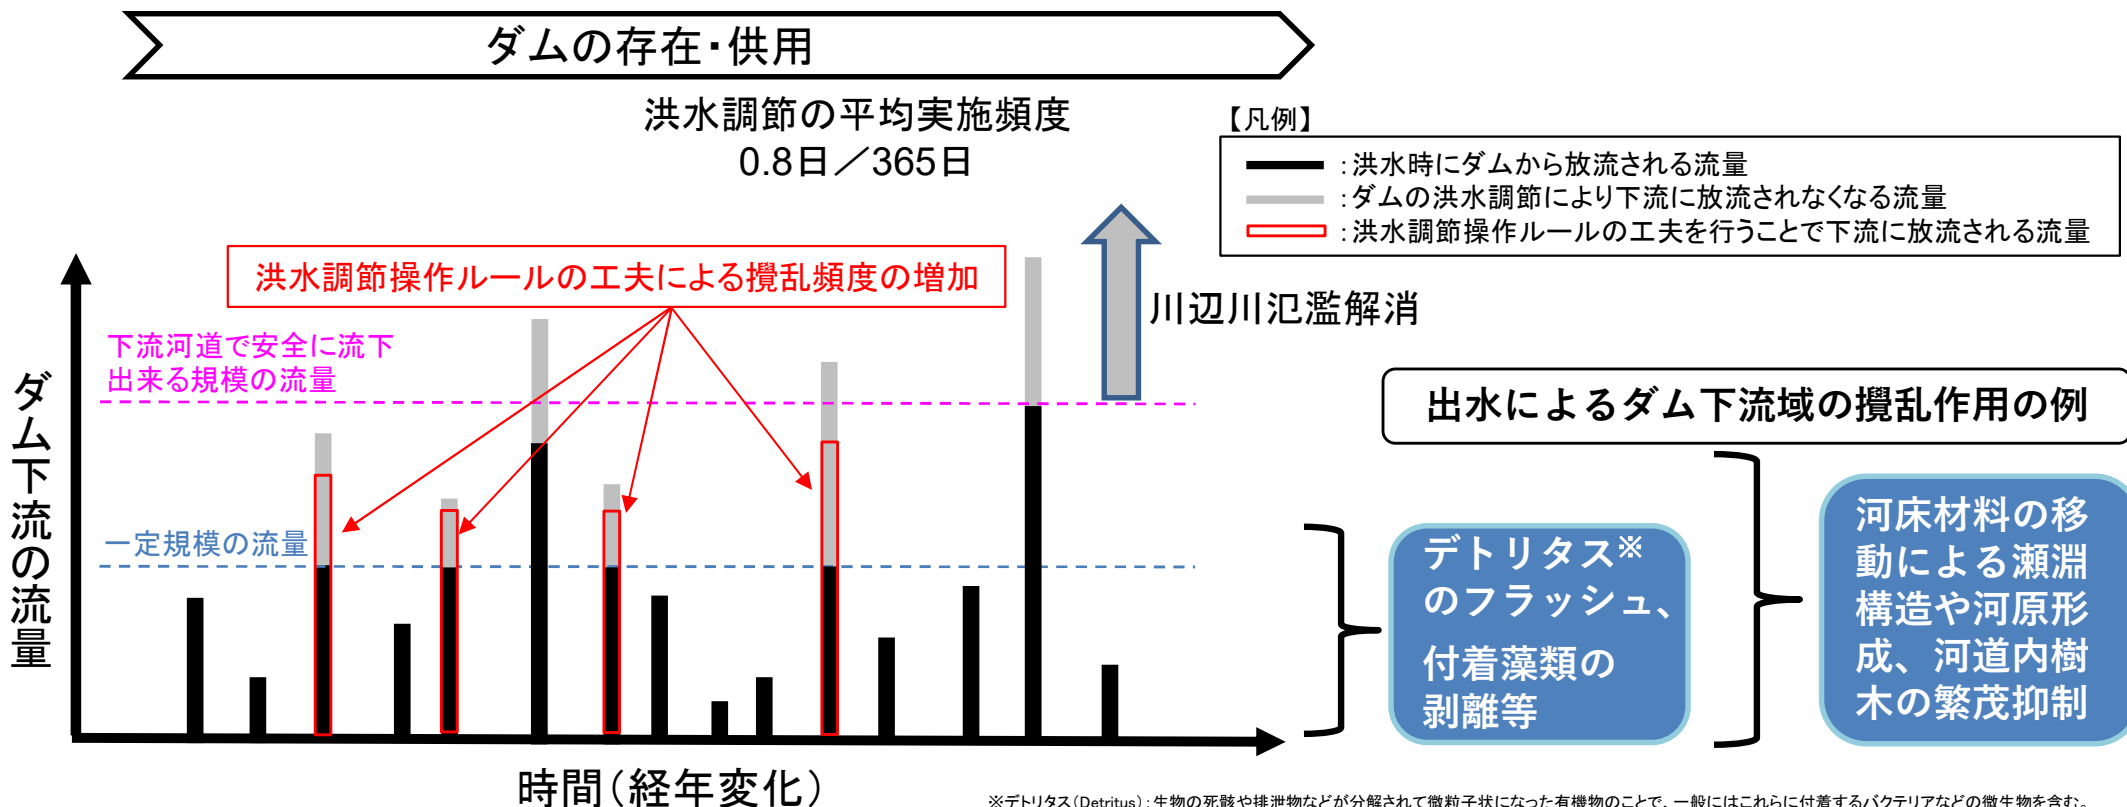 ダムの存在・供用
洪水調節の平均実施頻度
0.8日／365日
【凡例】
：洪水時にダムから放流される流量
：ダムの洪水調節により下流に放流されなくなる流量
：洪水調節操作ルールの工夫を行うことで下流に放流される流量
洪水調節操作ルールの工夫による攪乱頻度の増加
川辺川氾濫解消
下流河道で安全に流下
出来る規模の流量
一定規模の流量
ダム下流の流量
時間（経年変化）
出水によるダム下流域の攪乱作用の例
デトリタス※
のフラッシュ、
付着藻類の
剥離等
河床材料の移
動による瀬淵
構造や河原形
成、河道内樹
木の繁茂抑制
※デトリタス（Detritus）：生物の死骸や排泄物などが分解されて微粒子状になった有機物のことで、一般にはこれらに付着するバクテリアなどの微生物を含む。